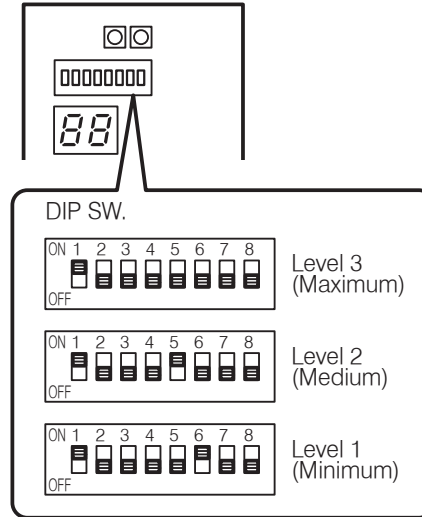 88
DIP SW.
ON 1 2 3 4 5 6 7 8
OFF
Level 3
(Maximum)
ON 1 2 3 4 5 6 7 8
OFF
Level 2
(Medium)
ON 1 2 3 4 5 6 7 8
OFF
Level 1
(Minimum)